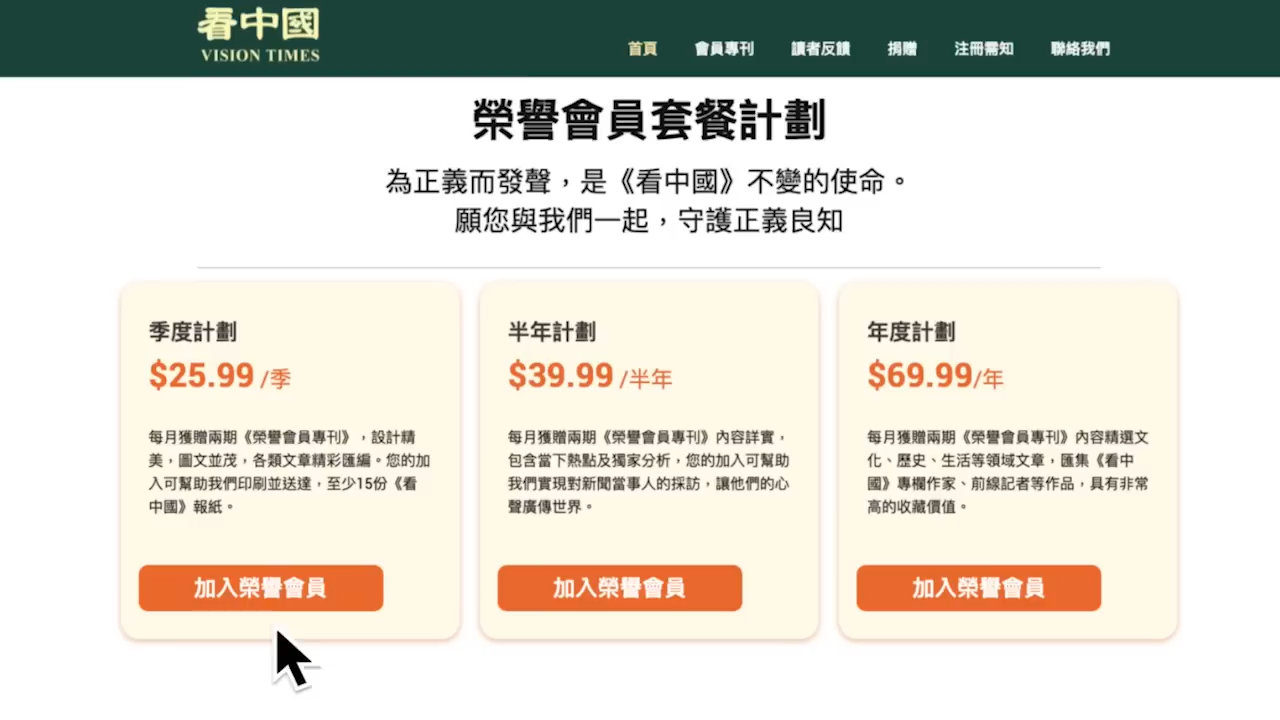 看中國
VISION TIMES
首頁 會員專刊 讀者反饋 捐贈 注冊需知 聯絡我們
榮譽會員套餐計劃
為正義而發聲，是《看中國》不變的使命。
願您與我們一起，守護正義良知
季度計劃
$25.99 /季
每月獲贈兩期《榮譽會員專刊》，設計精
美，圖文並茂，各類文章精彩匯編。您的加
入可幫助我們印刷並送達，至少15份《看
中國》報紙。
加入榮譽會員
半年計劃
$39.99 /半年
每月獲贈兩期《榮譽會員專刊》內容詳實，
包含當下熱點及獨家分析，您的加入可幫助
我們實現對新聞當事人的採訪，讓他們的心
聲廣傳世界。
加入榮譽會員
年度計劃
$69.99/年
每月獲贈兩期《榮譽會員專刊》內容精選文
化、歷史、生活等領域文章，匯集《看中
國》專欄作家、前線記者等作品，具有非常
高的收藏價值。
加入榮譽會員